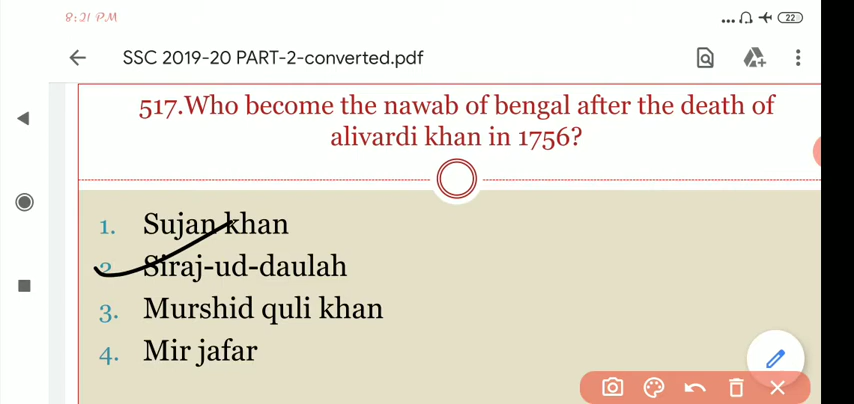 8:21 PM
22
SSC 2019-20 PART-2-converted.pdf
517.Who become the nawab of bengal after the death of
alivardi khan in 1756?
1. Sujan khan
2. Siraj-ud-daulah
3. Murshid quli khan
4. Mir jafar